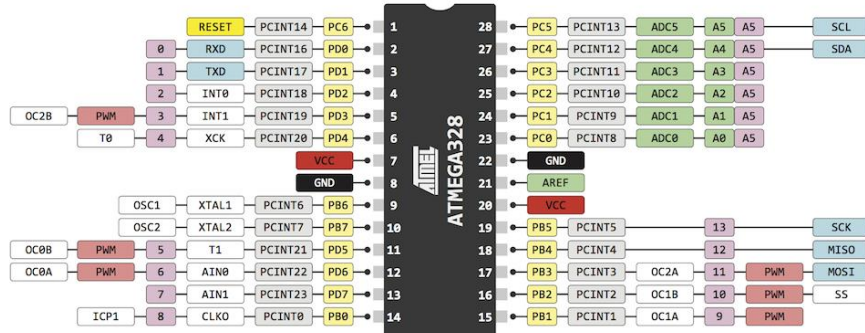 RESET PCINT14 PC6 1 28 PC5 PCINT13 ADC5 A5 A5 SCL
0 RXD PCINT16 PD0 2 27 PC4 PCINT12 ADC4 A4 A5 SDA
1 TXD PCINT17 PD1 3 26 PC3 PCINT11 ADC3 A3 A5
2 INT0 PCINT18 PD2 4 25 PC2 PCINT10 ADC2 A2 A5
OC2B PWM 3 INT1 PCINT19 PD3 5 24 PC1 PCINT9 ADC1 A1 A5
T0 4 XCK PCINT20 PD4 6 23 PC0 PCINT8 ADC0 A0 A5
VCC 7 22 GND
GND 8 21 AREF
ATMEL
ATMEGA328
OSC1 XTAL1 PCINT6 PB6 9 20 VCC
OSC2 XTAL2 PCINT7 PB7 10 19 PB5 PCINT5 13 SCK
OC0B PWM 5 T1 PCINT21 PD5 11 18 PB4 PCINT4 12 MISO
OC0A PWM 6 AIN0 PCINT22 PD6 12 17 PB3 PCINT3 OC2A 11 PWM MOSI
7 AIN1 PCINT23 PD7 13 16 PB2 PCINT2 OC1B 10 PWM SS
ICP1 8 CLKO PCINT0 PB0 14 15 PB1 PCINT1 OC1A 9 PWM